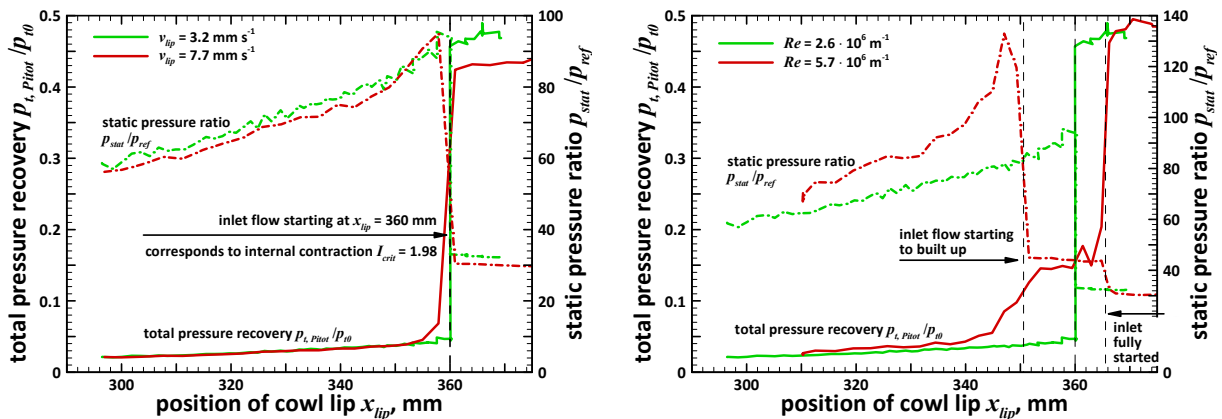 total pressure recovery p_t, Pitot /p_t0
0.5
0.4
0.3
0.2
0.1
0
v_lip = 3.2 mm s⁻¹
v_lip = 7.7 mm s⁻¹
static pressure ratio
p_stat/p_ref
inlet flow starting at x_lip = 360 mm
corresponds to internal contraction I_crit = 1.98
total pressure recovery p_t, Pitot/p_t0
100
80
60
40
20
0
static pressure ratio p_stat/p_ref
300 320 340 360
position of cowl lip x_lip, mm
total pressure recovery p_t, Pitot /p_t0
0.5
0.4
0.3
0.2
0.1
0
Re = 2.6 · 10⁶ m⁻¹
Re = 5.7 · 10⁶ m⁻¹
static pressure ratio
p_stat/p_ref
inlet flow starting
to built up
total pressure recovery p_t, Pitot/p_t0
inlet
fully
started
140
120
100
80
60
40
20
0
static pressure ratio p_stat/p_ref
300 320 340 360
position of cowl lip x_lip, mm